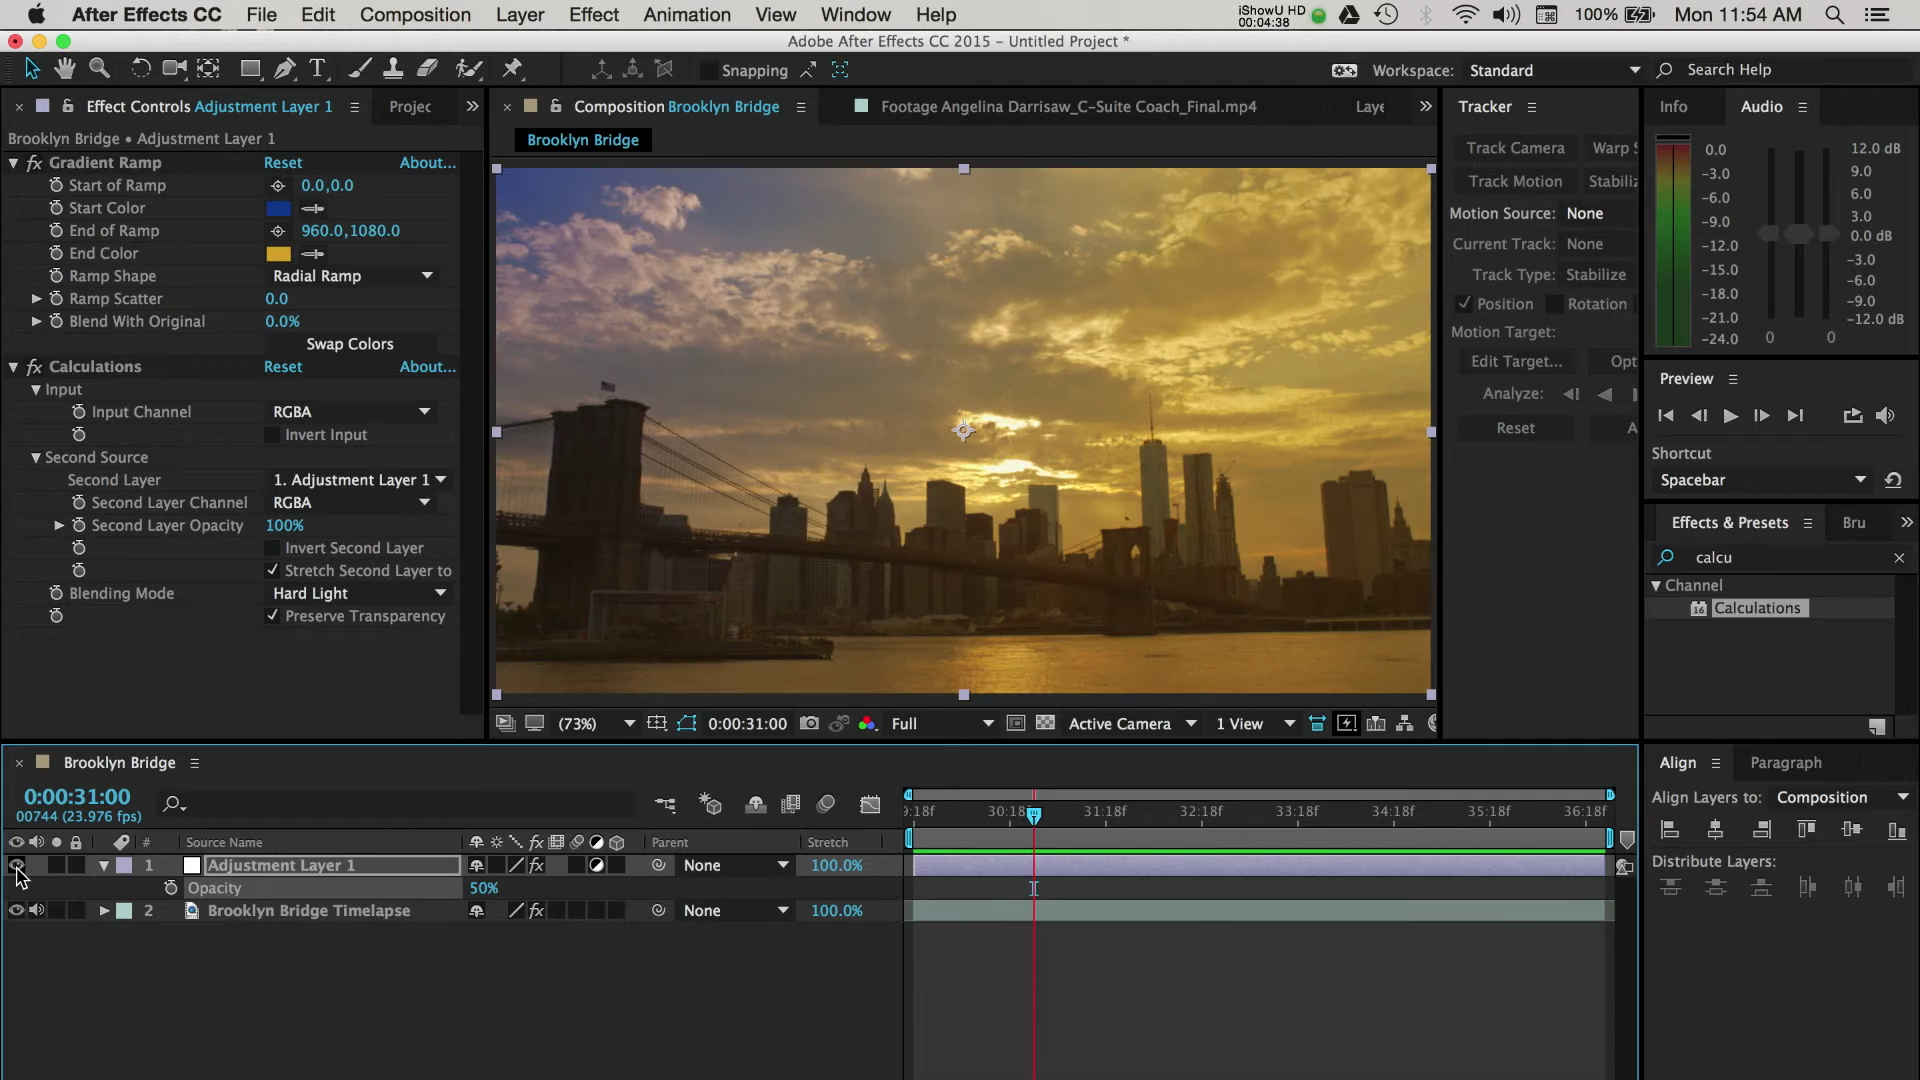 After Effects CC File Edit Composition Layer Effect Animation View Window Help iShowU HD 00:04:38 100% Mon 11:54 AM
Adobe After Effects CC 2015 – Untitled Project *
Snapping Workspace: Standard Search Help
Effect Controls Adjustment Layer 1 Projec
Brooklyn Bridge • Adjustment Layer 1
fx Gradient Ramp Reset About...
Start of Ramp 0.0,0.0
Start Color
End of Ramp 960.0,1080.0
End Color
Ramp Shape Radial Ramp
Ramp Scatter 0.0
Blend With Original 0.0%
Swap Colors
fx Calculations Reset About...
Input
Input Channel RGBA
Invert Input
Second Source
Second Layer 1. Adjustment Layer 1
Second Layer Channel RGBA
Second Layer Opacity 100%
Invert Second Layer
Stretch Second Layer to
Blending Mode Hard Light
Preserve Transparency
Composition Brooklyn Bridge Footage Angelina Darrisaw_C-Suite Coach_Final.mp4 Laye
Brooklyn Bridge
(73%) 0:00:31:00 Full Active Camera 1 View
Tracker
Track Camera Warp S
Track Motion Stabiliz
Motion Source: None
Current Track: None
Track Type: Stabilize
Position Rotation
Motion Target:
Edit Target... Opt
Analyze:
Reset A
Info Audio
0.0
-3.0
-6.0
-9.0
-12.0
-15.0
-18.0
-21.0
-24.0
0 0
12.0 dB
9.0
6.0
3.0
0.0 dB
-3.0
-6.0
-9.0
-12.0 dB
Preview
Shortcut
Spacebar
Effects & Presets Bru
calcu
Channel
16 Calculations
Brooklyn Bridge
0:00:31:00
00744 (23.976 fps)
# Source Name fx Parent Stretch
1 Adjustment Layer 1 None 100.0%
Opacity 50%
2 Brooklyn Bridge Timelapse fx None 100.0%
9:18f 30:18f 31:18f 32:18f 33:18f 34:18f 35:18f 36:18f
Align Paragraph
Align Layers to: Composition
Distribute Layers: